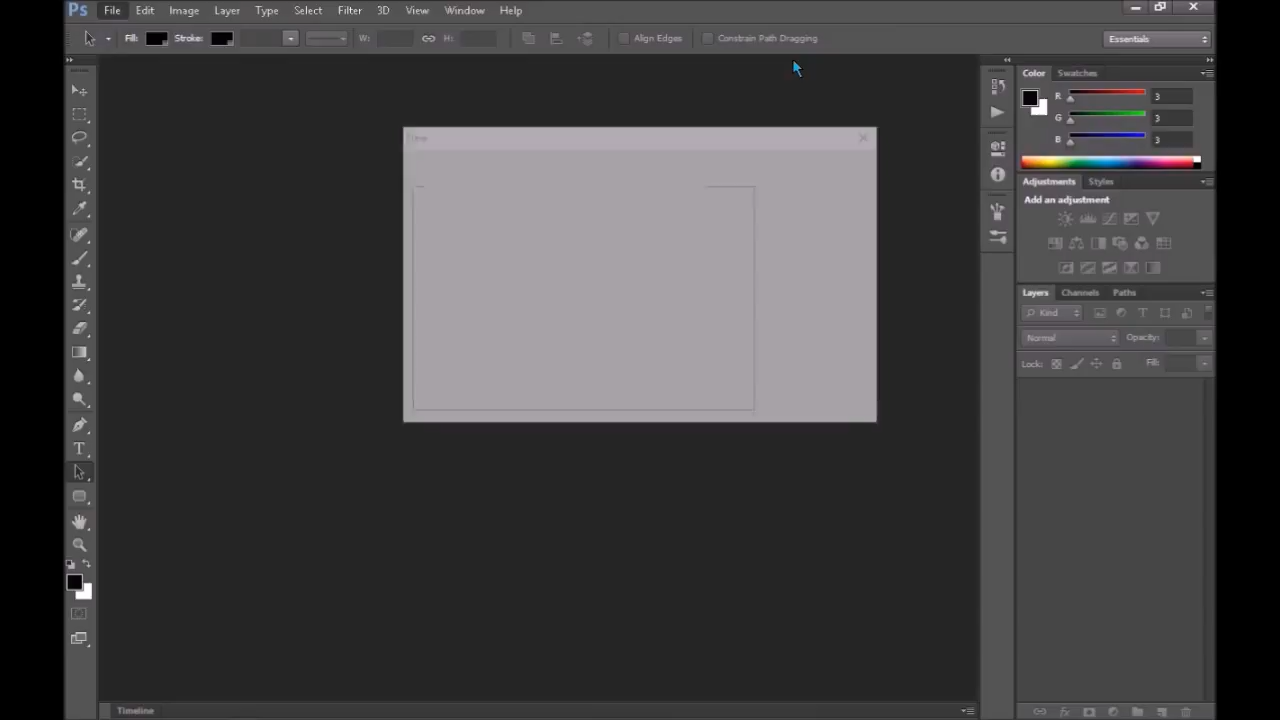 Ps File Edit Image Layer Type Select Filter 3D View Window Help
Fill: Stroke: W: H: Align Edges Constrain Path Dragging Essentials
Color Swatches
R 3
G 3
B 3
Adjustments Styles
Add an adjustment
Layers Channels Paths
Kind
Normal Opacity:
Lock: Fill:
T
Timeline
fx